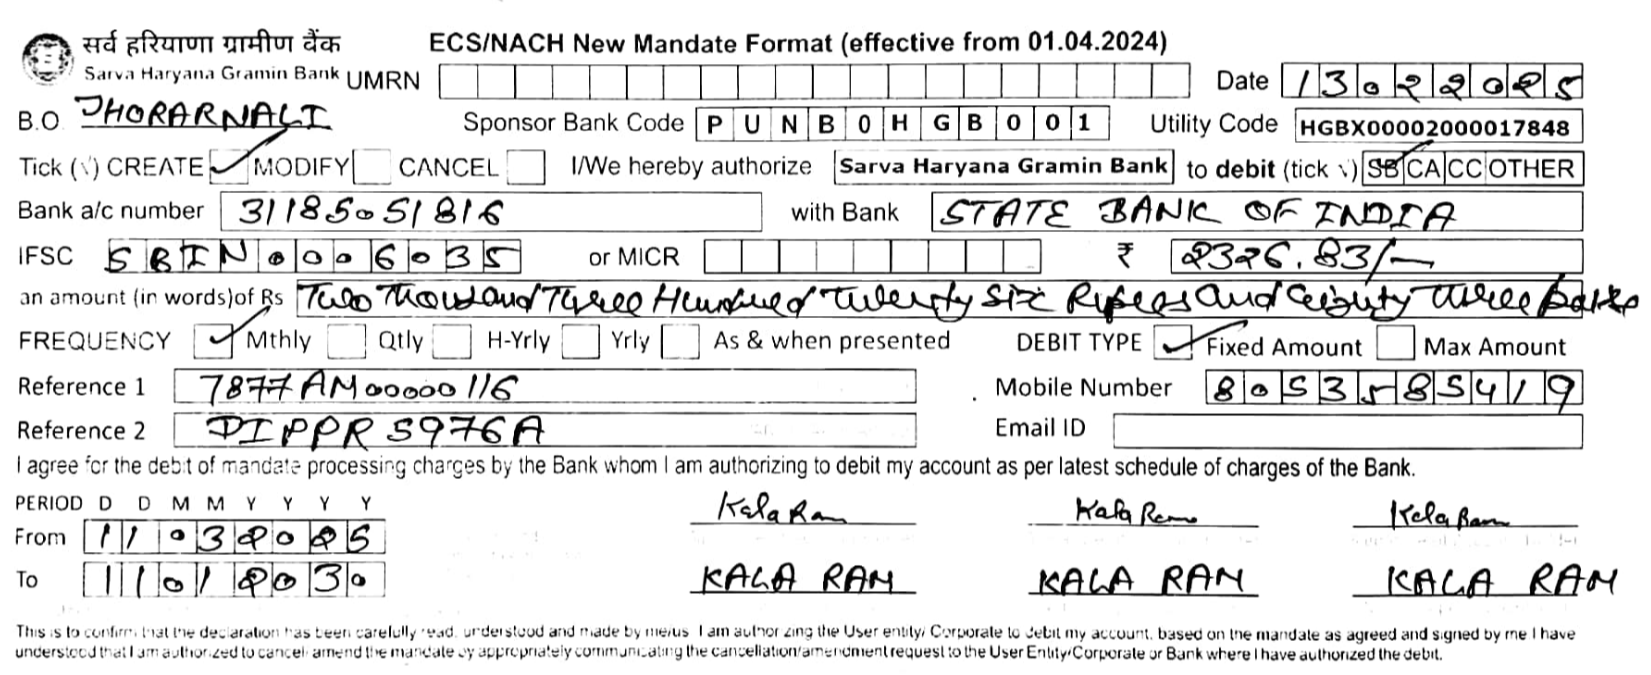 सर्व हरियाणा ग्रामीण बैंक ECS/NACH New Mandate Format (effective from 01.04.2024)
Sarva Haryana Gramin Bank UMRN Date 13022025
B.O. JHORARNALI Sponsor Bank Code PUNB0HGB001 Utility Code HGBX00002000017848
Tick (√) CREATE ✓ MODIFY CANCEL I/We hereby authorize Sarva Haryana Gramin Bank to debit (tick √) SB ✓ CA CC OTHER
Bank a/c number 31185051816 with Bank STATE BANK OF INDIA
IFSC SBIN0006035 or MICR ₹ 2326.83/-
an amount (in words)of Rs Two Thousand Three Hundred Twenty Six Rupees and Eighty Three
FREQUENCY ✓ Mthly Qtly H-Yrly Yrly As & when presented DEBIT TYPE ✓ Fixed Amount Max Amount
Reference 1 7877AM00000116 Mobile Number 8053585419
Reference 2 DIPPR5976A Email ID
I agree for the debit of mandate processing charges by the Bank whom I am authorizing to debit my account as per latest schedule of charges of the Bank.
PERIOD D D M M Y Y Y Y Kala Ram Kala Ram Kala Ram
From 11032025
To 11012030 KALA RAM KALA RAM KALA RAM
This is to confirm that the declaration has been carefully read, understood and made by me/us I am authorizing the User entity/ Corporate to debit my account, based on the mandate as agreed and signed by me I have
understood that I am authorized to cancel/ amend the mandate by appropriately communicating the cancellation/amendment request to the User Entity/Corporate or Bank where I have authorized the debit.